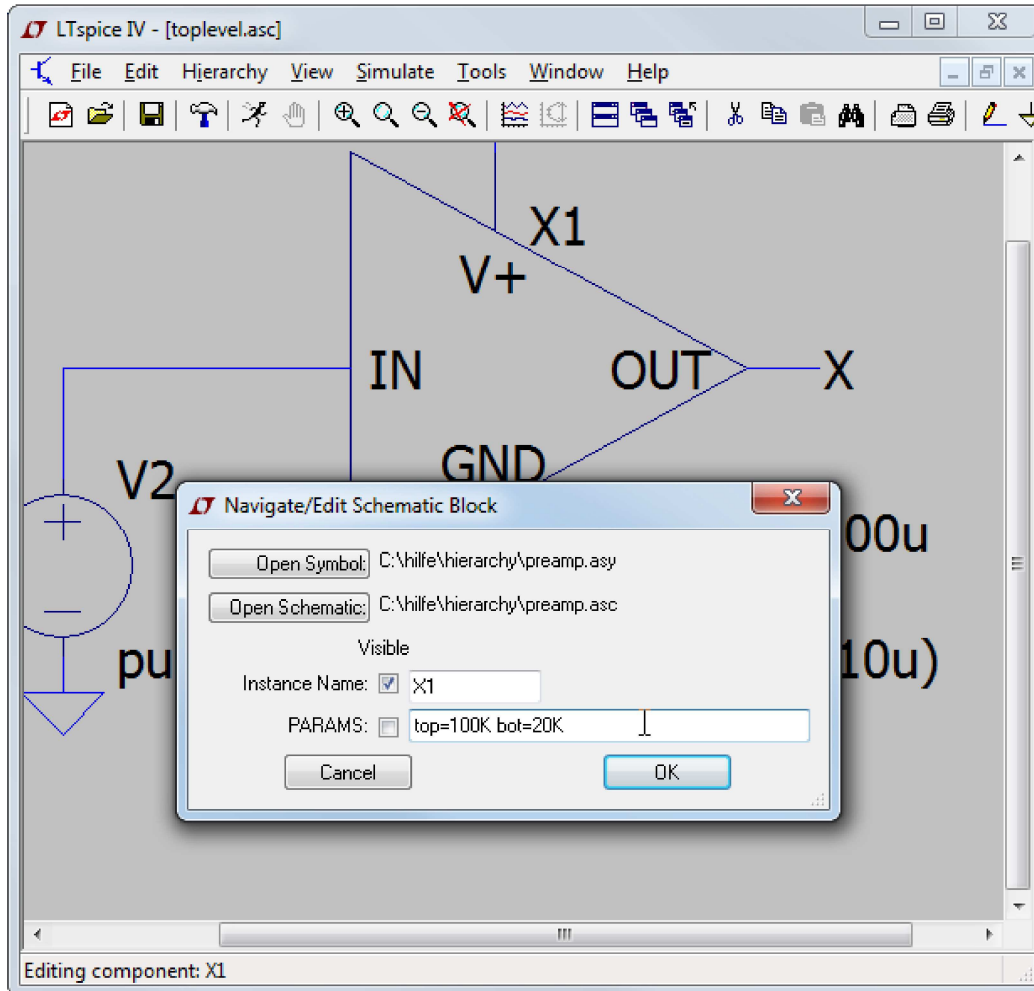 LTspice IV - [toplevel.asc]
File Edit Hierarchy View Simulate Tools Window Help
X1
V+
IN
OUT
X
GND
V2
00u
pu
10u)
Navigate/Edit Schematic Block
Open Symbol: C:\hilfe\hierarchy\preamp.asy
Open Schematic: C:\hilfe\hierarchy\preamp.asc
Visible
Instance Name: X1
PARAMS: top=100K bot=20K
Cancel OK
Editing component: X1